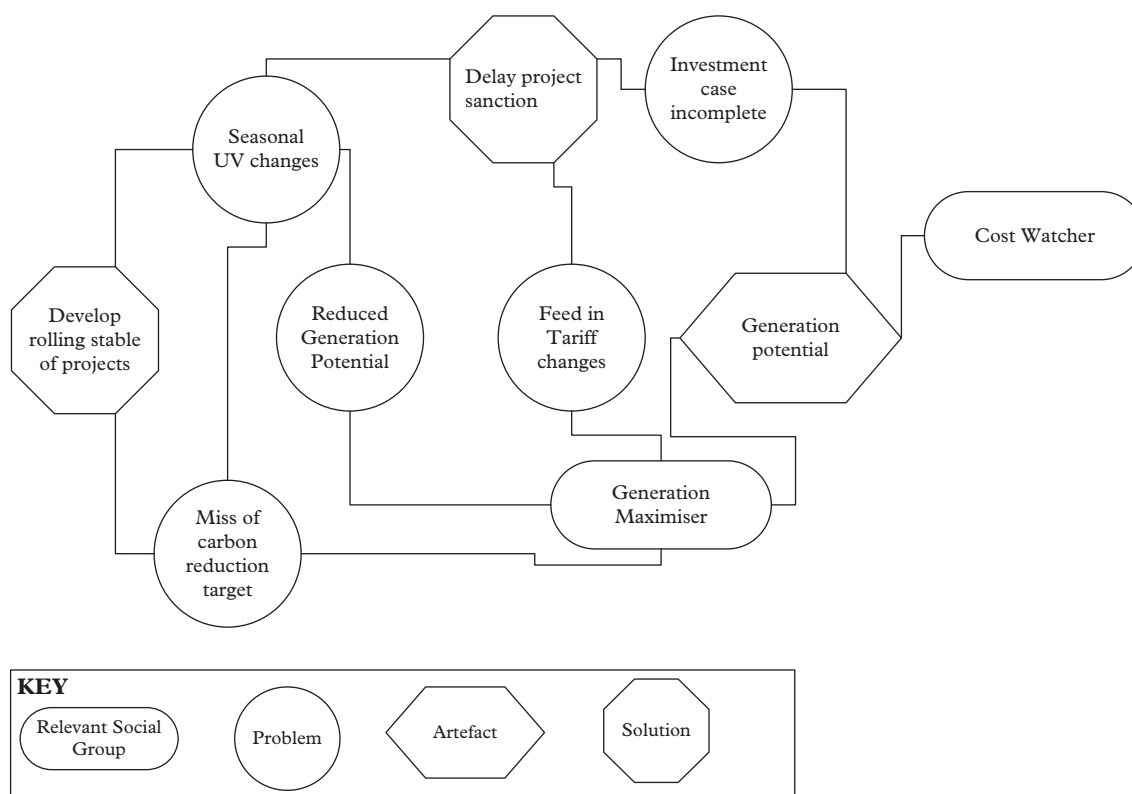 Delay project
sanction
Investment
case
incomplete
Seasonal
UV changes
Cost Watcher
Develop
rolling stable
of projects
Reduced
Generation
Potential
Feed in
Tariff
changes
Generation
potential
Generation
Maximiser
Miss of
carbon
reduction
target
KEY
Relevant Social
Group
Problem
Artefact
Solution